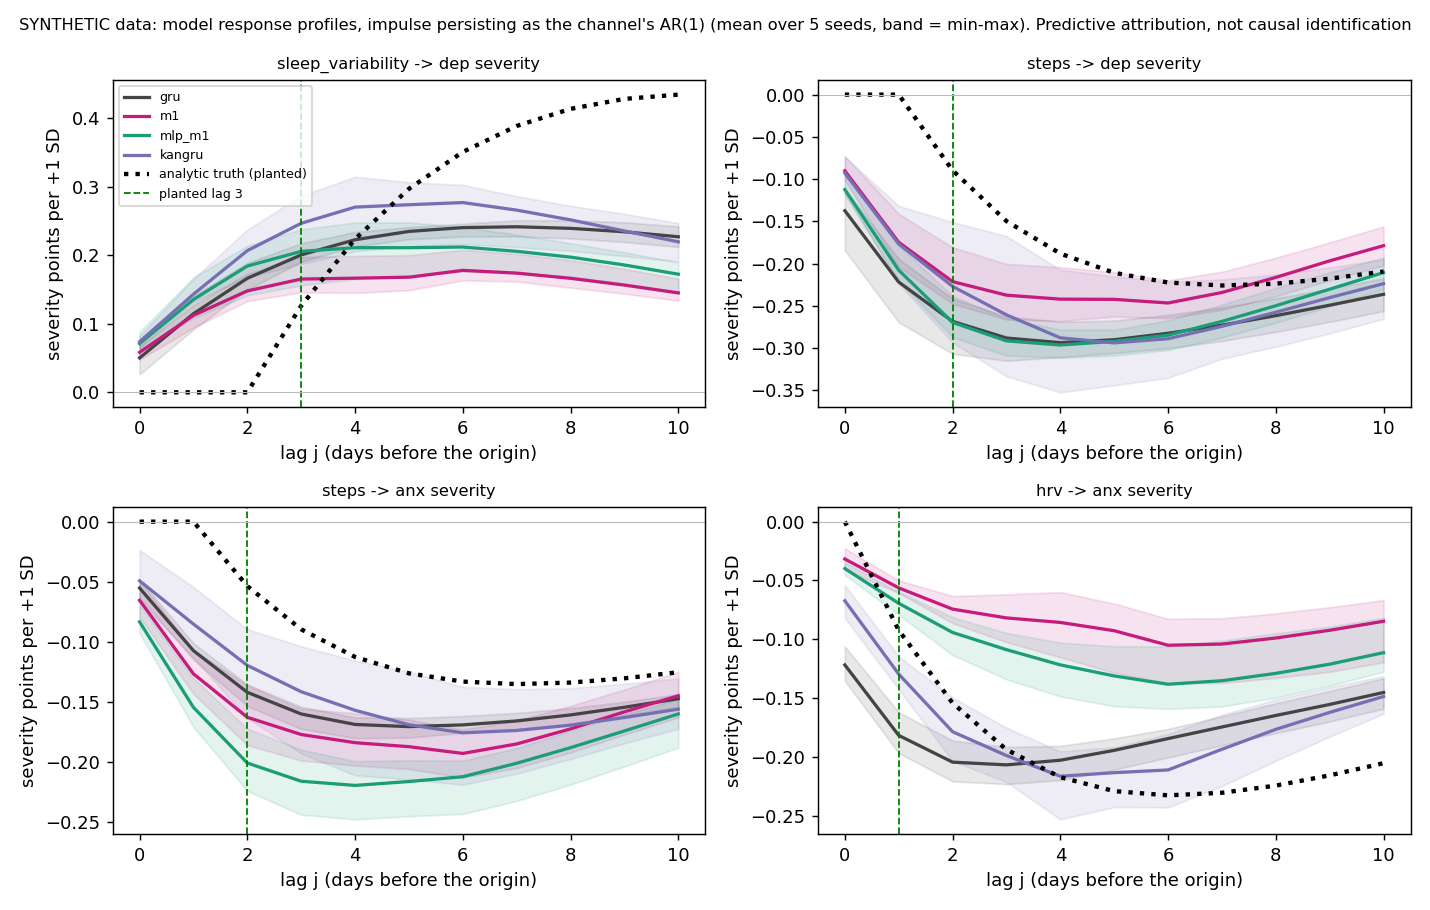 SYNTHETIC data: model response profiles, impulse persisting as the channel's AR(1) (mean over 5 seeds, band = min-max). Predictive attribution, not causal identification
sleep_variability -> dep severity
severity points per +1 SD
0.4
0.3
0.2
0.1
0.0
gru
m1
mlp_m1
kangru
analytic truth (planted)
planted lag 3
0 2 4 6 8 10
lag j (days before the origin)
steps -> dep severity
severity points per +1 SD
0.00
−0.05
−0.10
−0.15
−0.20
−0.25
−0.30
−0.35
0 2 4 6 8 10
lag j (days before the origin)
steps -> anx severity
severity points per +1 SD
0.00
−0.05
−0.10
−0.15
−0.20
−0.25
0 2 4 6 8 10
lag j (days before the origin)
hrv -> anx severity
severity points per +1 SD
0.00
−0.05
−0.10
−0.15
−0.20
−0.25
0 2 4 6 8 10
lag j (days before the origin)